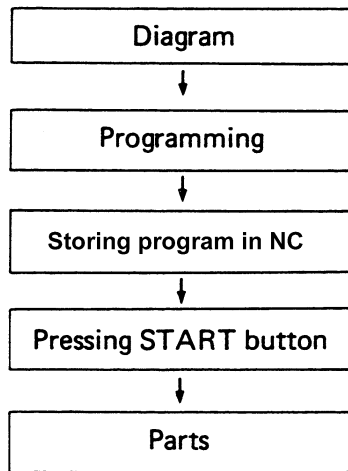 Diagram
Programming
Storing program in NC
Pressing START button
Parts